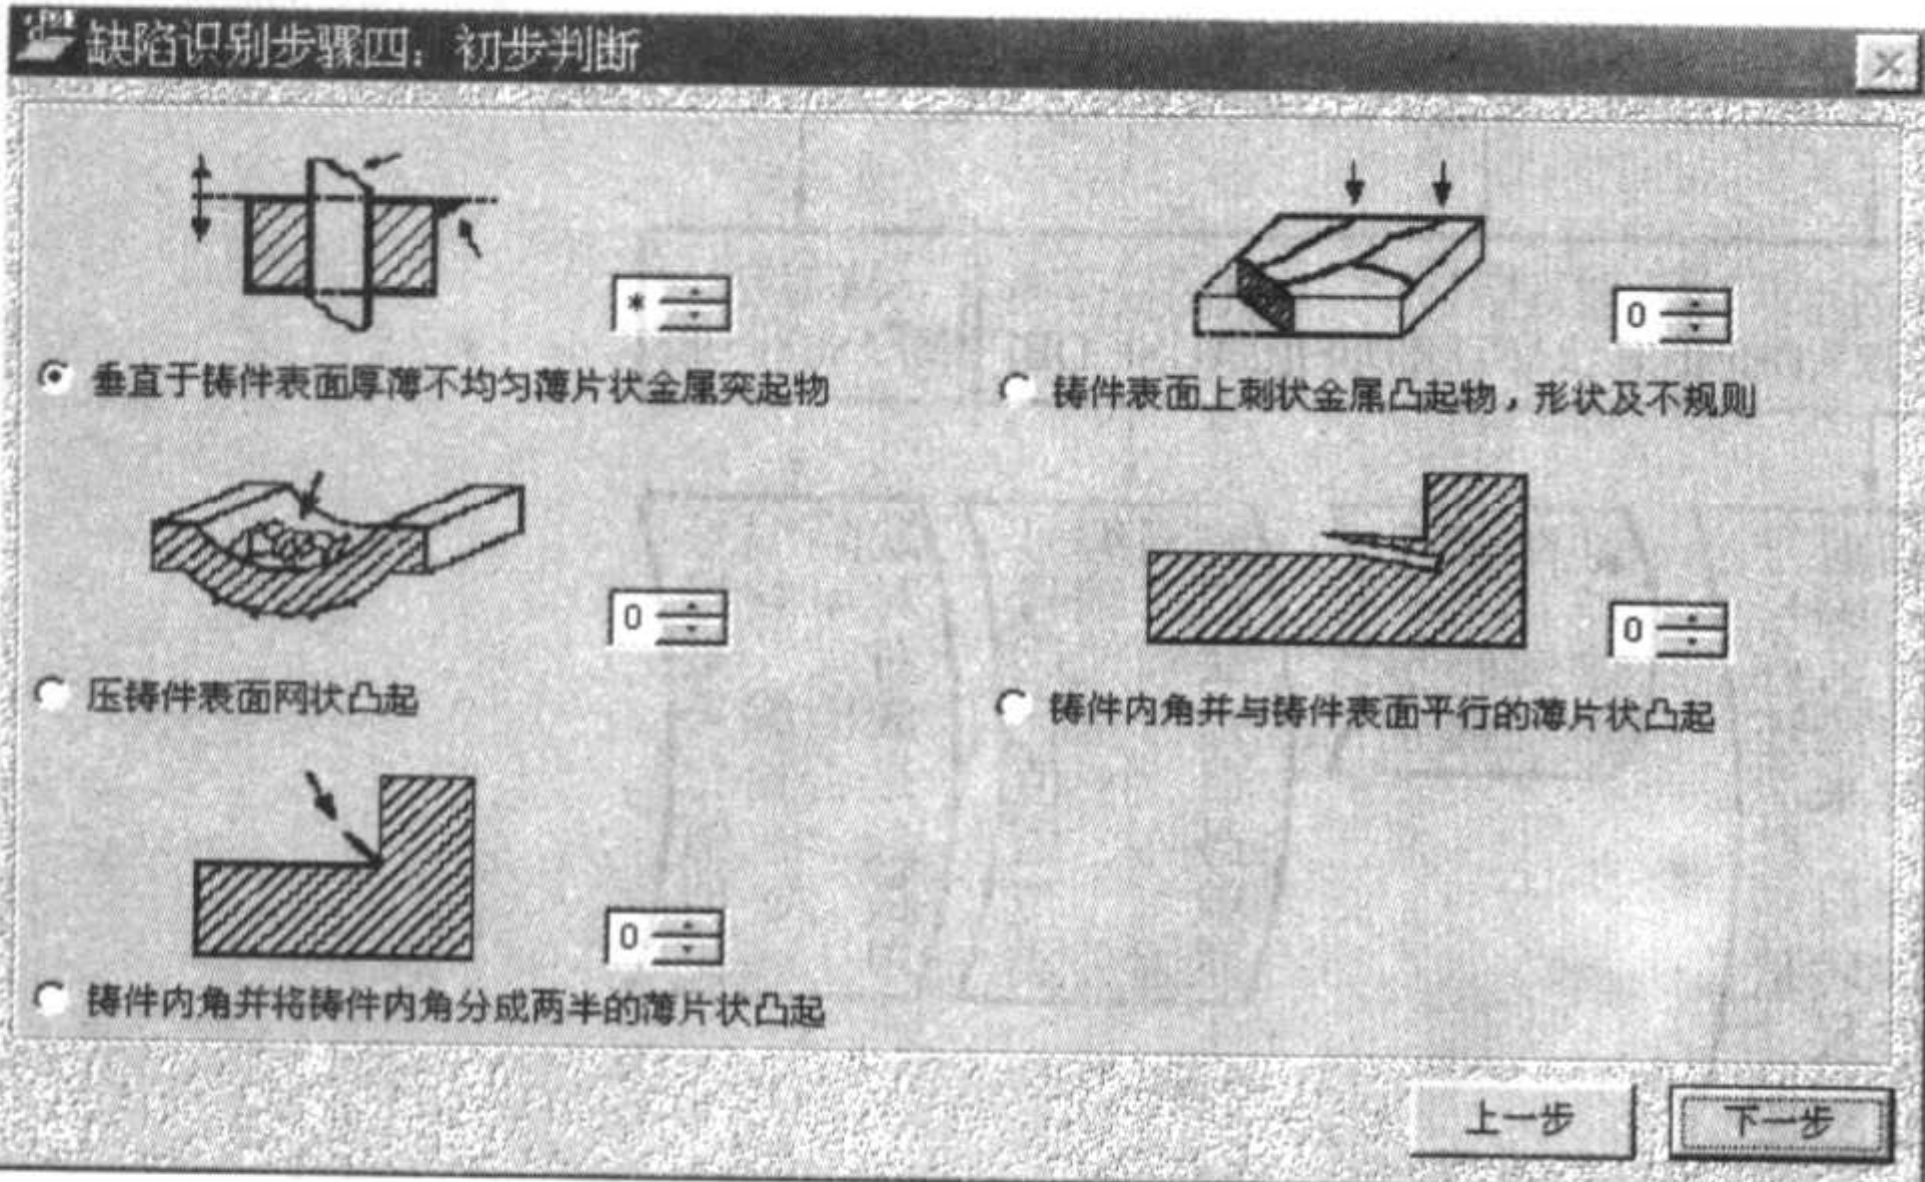 缺陷识别步骤四：初步判断
*
0
垂直于铸件表面厚薄不均匀薄片状金属突起物
铸件表面上刺状金属凸起物，形状及不规则
0
0
压铸件表面网状凸起
铸件内角并与铸件表面平行的薄片状凸起
0
铸件内角并将铸件内角分成两半的薄片状凸起
上一步
下一步